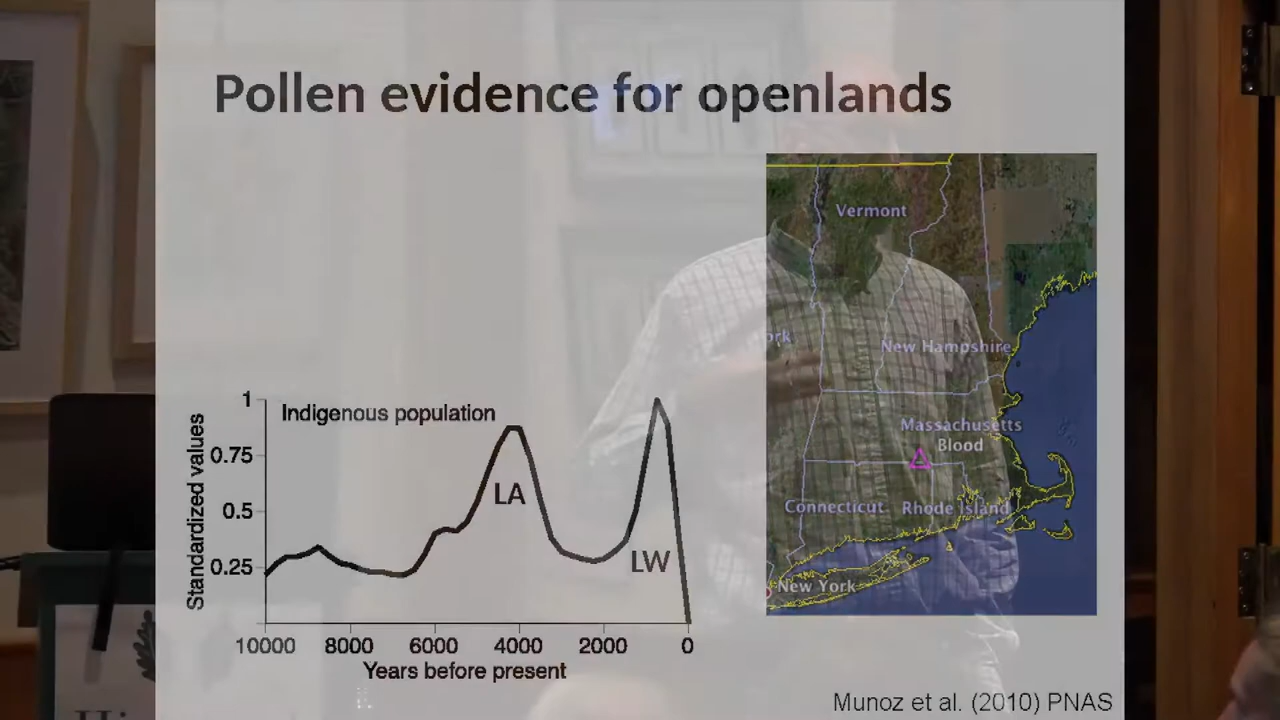 Pollen evidence for openlands
Indigenous population
Standardized values
1
0.75
0.5
0.25
LA
LW
10000 8000 6000 4000 2000 0
Years before present
Vermont
New Hampshire
Massachusetts
Blood
Connecticut
Rhode Island
New York
Munoz et al. (2010) PNAS